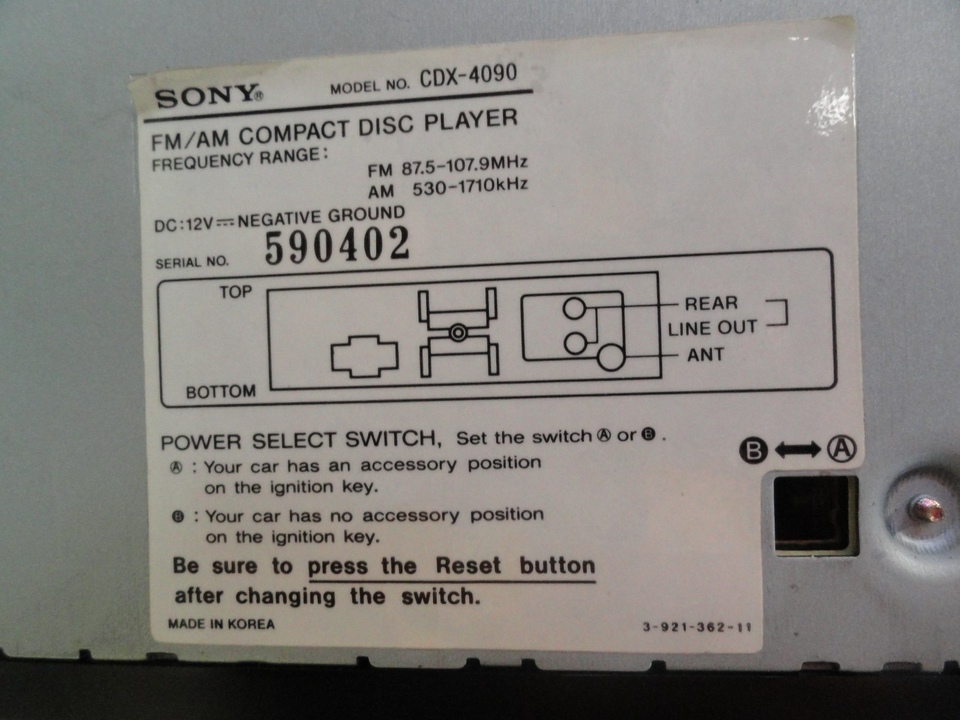 SONY® MODEL NO. CDX-4090
FM/AM COMPACT DISC PLAYER
FREQUENCY RANGE:
FM 87.5-107.9MHz
AM 530-1710kHz
DC:12V⎓NEGATIVE GROUND
SERIAL NO. 590402
TOP
REAR
LINE OUT
ANT
BOTTOM
POWER SELECT SWITCH, Set the switch Ⓐ or 🅑.
Ⓐ : Your car has an accessory position
on the ignition key.
🅑 : Your car has no accessory position
on the ignition key.
🅑 ↔ Ⓐ
Be sure to press the Reset button
after changing the switch.
MADE IN KOREA 3-921-362-11